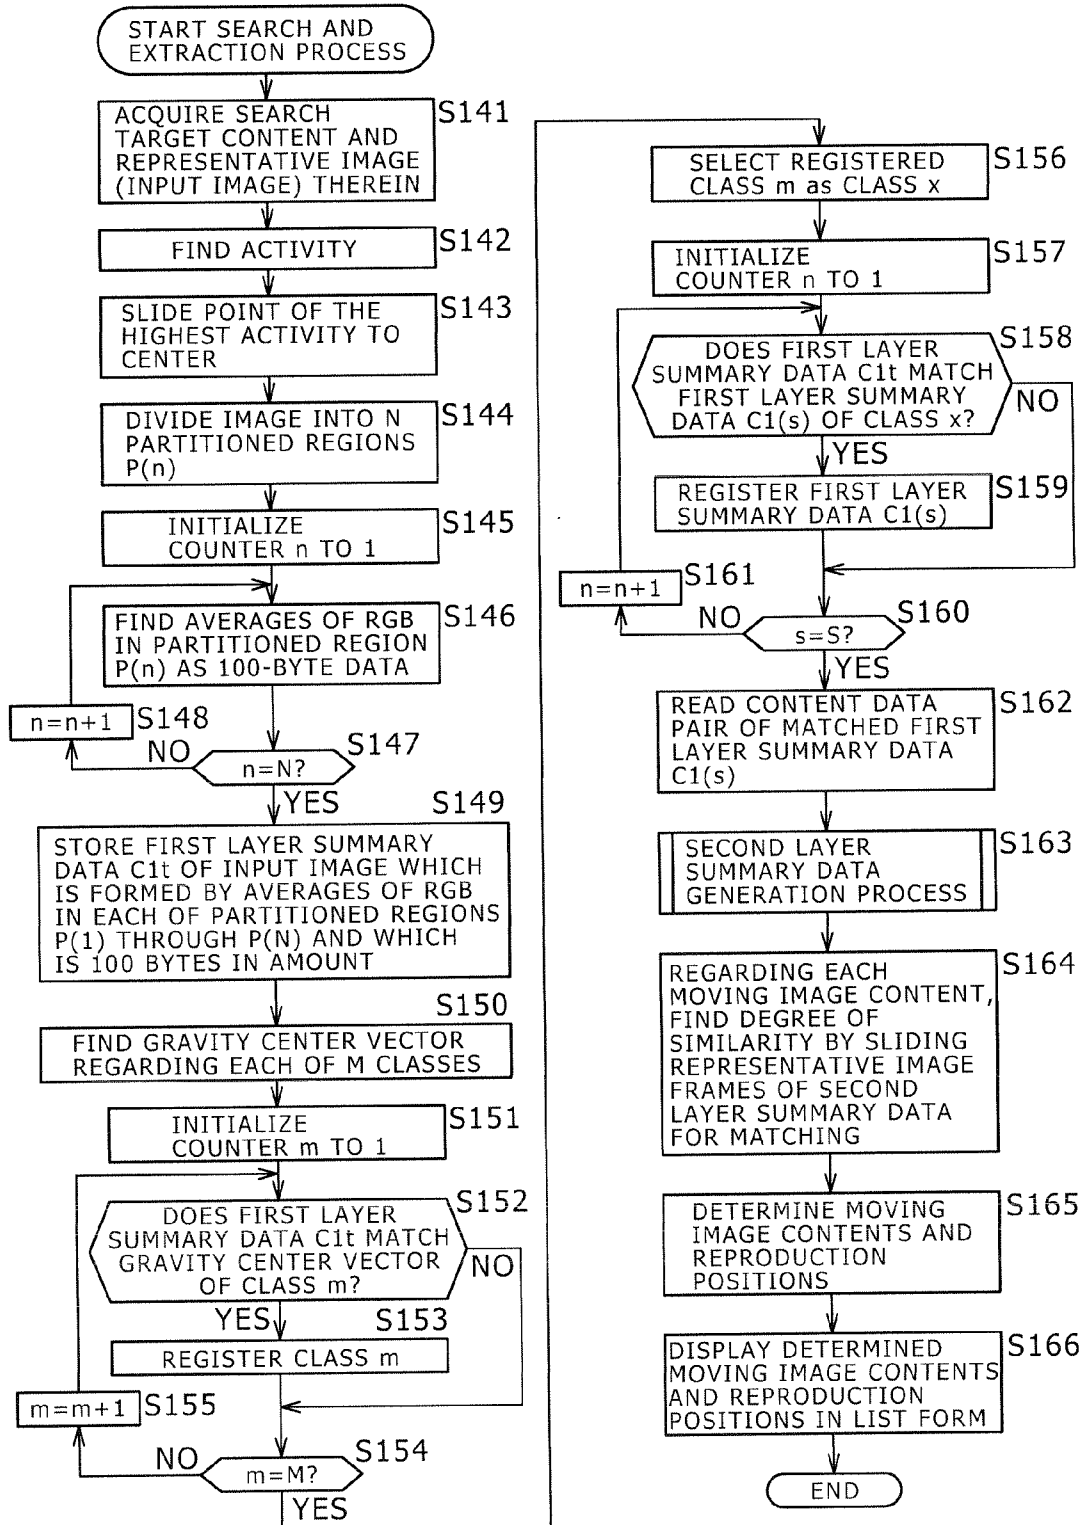 START SEARCH AND
EXTRACTION PROCESS
ACQUIRE SEARCH
TARGET CONTENT AND
REPRESENTATIVE IMAGE
(INPUT IMAGE) THEREIN
S141
FIND ACTIVITY
S142
SLIDE POINT OF THE
HIGHEST ACTIVITY TO
CENTER
S143
DIVIDE IMAGE INTO N
PARTITIONED REGIONS
P(n)
S144
INITIALIZE
COUNTER n TO 1
S145
FIND AVERAGES OF RGB
IN PARTITIONED REGION
P(n) AS 100-BYTE DATA
S146
n=n+1
S148
NO
n=N?
S147
YES
S149
STORE FIRST LAYER SUMMARY
DATA C1t OF INPUT IMAGE WHICH
IS FORMED BY AVERAGES OF RGB
IN EACH OF PARTITIONED REGIONS
P(1) THROUGH P(N) AND WHICH
IS 100 BYTES IN AMOUNT
S150
FIND GRAVITY CENTER VECTOR
REGARDING EACH OF M CLASSES
INITIALIZE
COUNTER m TO 1
S151
DOES FIRST LAYER
SUMMARY DATA C1t MATCH
GRAVITY CENTER VECTOR
OF CLASS m?
S152
NO
YES
S153
REGISTER CLASS m
m=m+1
S155
NO
m=M?
S154
YES
SELECT REGISTERED
CLASS m as CLASS x
S156
INITIALIZE
COUNTER n TO 1
S157
DOES FIRST LAYER
SUMMARY DATA C1t MATCH
FIRST LAYER SUMMARY
DATA C1(s) OF CLASS x?
S158
NO
YES
REGISTER FIRST LAYER
SUMMARY DATA C1(s)
S159
n=n+1
S161
NO
s=S?
S160
YES
READ CONTENT DATA
PAIR OF MATCHED FIRST
LAYER SUMMARY DATA
C1(s)
S162
SECOND LAYER
SUMMARY DATA
GENERATION PROCESS
S163
REGARDING EACH
MOVING IMAGE CONTENT,
FIND DEGREE OF
SIMILARITY BY SLIDING
REPRESENTATIVE IMAGE
FRAMES OF SECOND
LAYER SUMMARY DATA
FOR MATCHING
S164
DETERMINE MOVING
IMAGE CONTENTS AND
REPRODUCTION
POSITIONS
S165
DISPLAY DETERMINED
MOVING IMAGE CONTENTS
AND REPRODUCTION
POSITIONS IN LIST FORM
S166
END